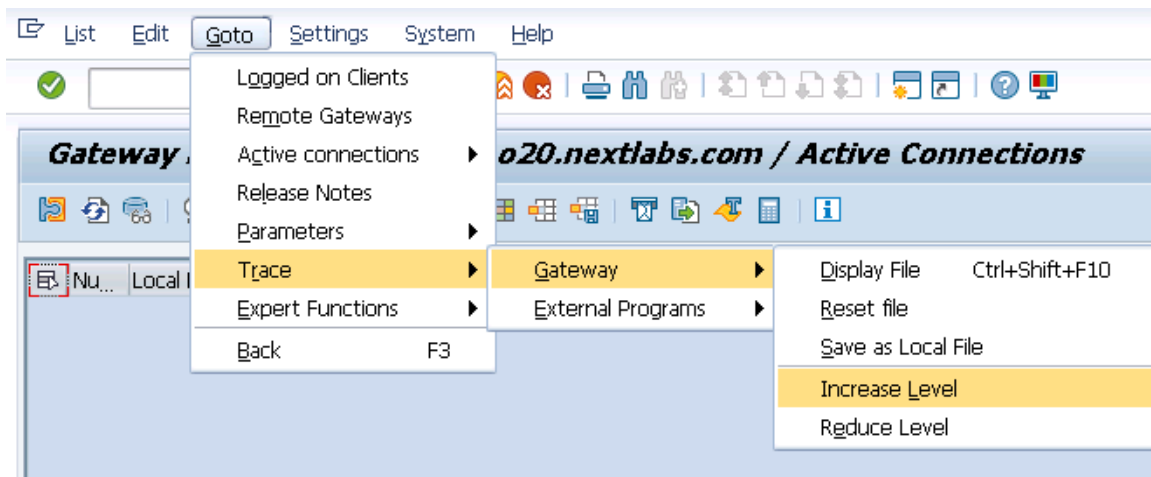 List Edit Goto Settings System Help
Logged on Clients
Remote Gateways
Gateway o20.nextlabs.com / Active Connections
Active connections
Release Notes
Parameters
Nu... Local
Trace Gateway Display File Ctrl+Shift+F10
Expert Functions External Programs Reset file
Back F3 Save as Local File
Increase Level
Reduce Level